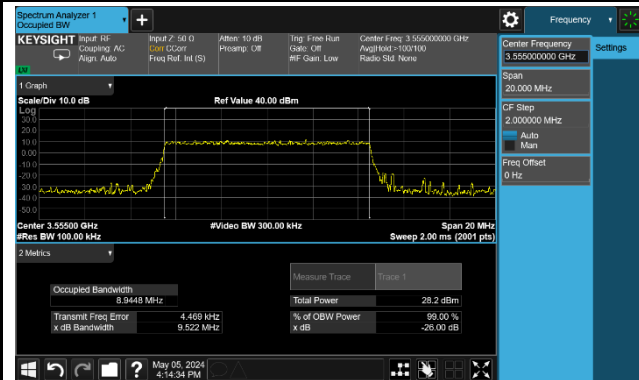 Spectrum Analyzer 1
Occupied BW
Frequency
KEYSIGHT
Input: RF
Coupling: AC
Align: Auto
Input Z: 50 Ω
Corr CCorr
Freq Ref: Int (S)
Atten: 10 dB
Preamp: Off
Trig: Free Run
Gate: Off
#IF Gain: Low
Center Freq: 3.555000000 GHz
Avg|Hold:>100/100
Radio Std: None
LXI
Center Frequency
3.555000000 GHz
Settings
Span
20.000 MHz
CF Step
2.000000 MHz
Auto
Man
Freq Offset
0 Hz
1 Graph
Scale/Div 10.0 dB
Ref Value 40.00 dBm
Log
30.0
20.0
10.0
0.00
-10.0
-20.0
-30.0
-40.0
-50.0
Center 3.55500 GHz
#Video BW 300.00 kHz
Span 20 MHz
#Res BW 100.00 kHz
Sweep 2.00 ms (2001 pts)
2 Metrics
Measure Trace
Trace 1
Occupied Bandwidth
8.9448 MHz
Total Power
28.2 dBm
Transmit Freq Error
4.469 kHz
% of OBW Power
99.00 %
x dB Bandwidth
9.522 MHz
x dB
-26.00 dB
May 05, 2024
4:14:34 PM